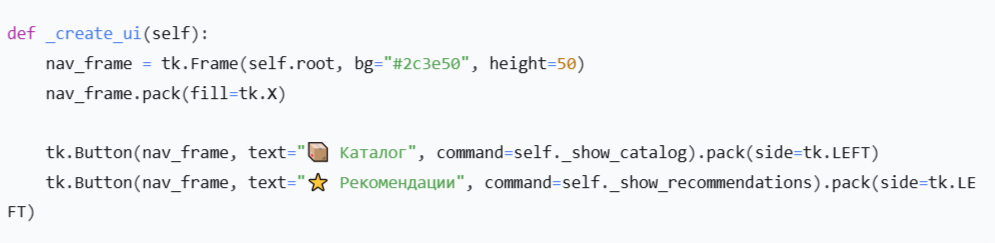 def _create_ui(self):
    nav_frame = tk.Frame(self.root, bg="#2c3e50", height=50)
    nav_frame.pack(fill=tk.X)

    tk.Button(nav_frame, text="📦 Каталог", command=self._show_catalog).pack(side=tk.LEFT)
    tk.Button(nav_frame, text="⭐ Рекомендации", command=self._show_recommendations).pack(side=tk.LE
FT)